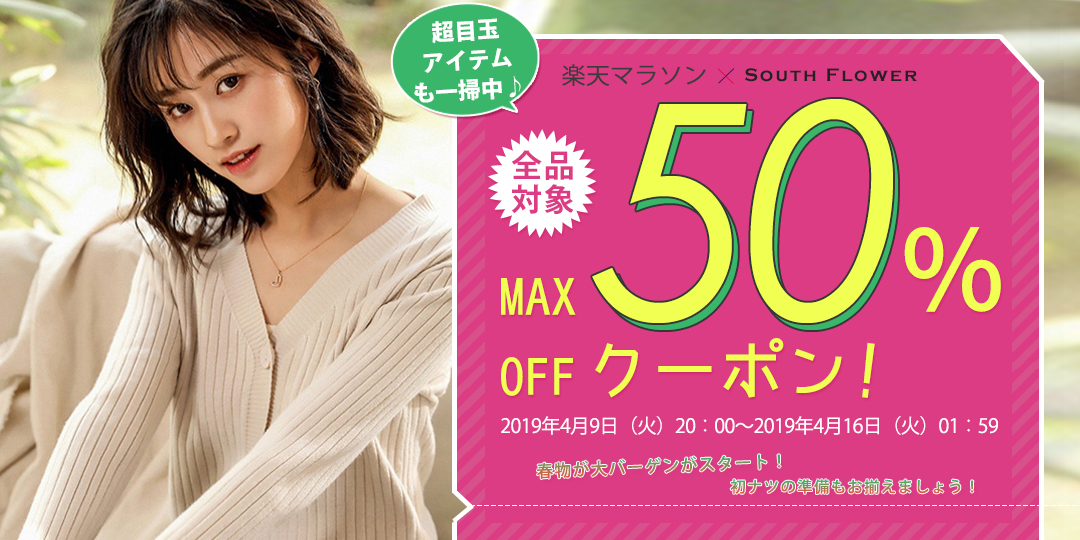 超目玉
アイテム
も一掃中♪
楽天マラソン × SOUTH FLOWER
全品
対象
MAX 50%
OFF クーポン!
2019年4月9日（火）20：00～2019年4月16日（火）01：59
春物が大バーゲンがスタート！
初ナツの準備もお揃えましょう！